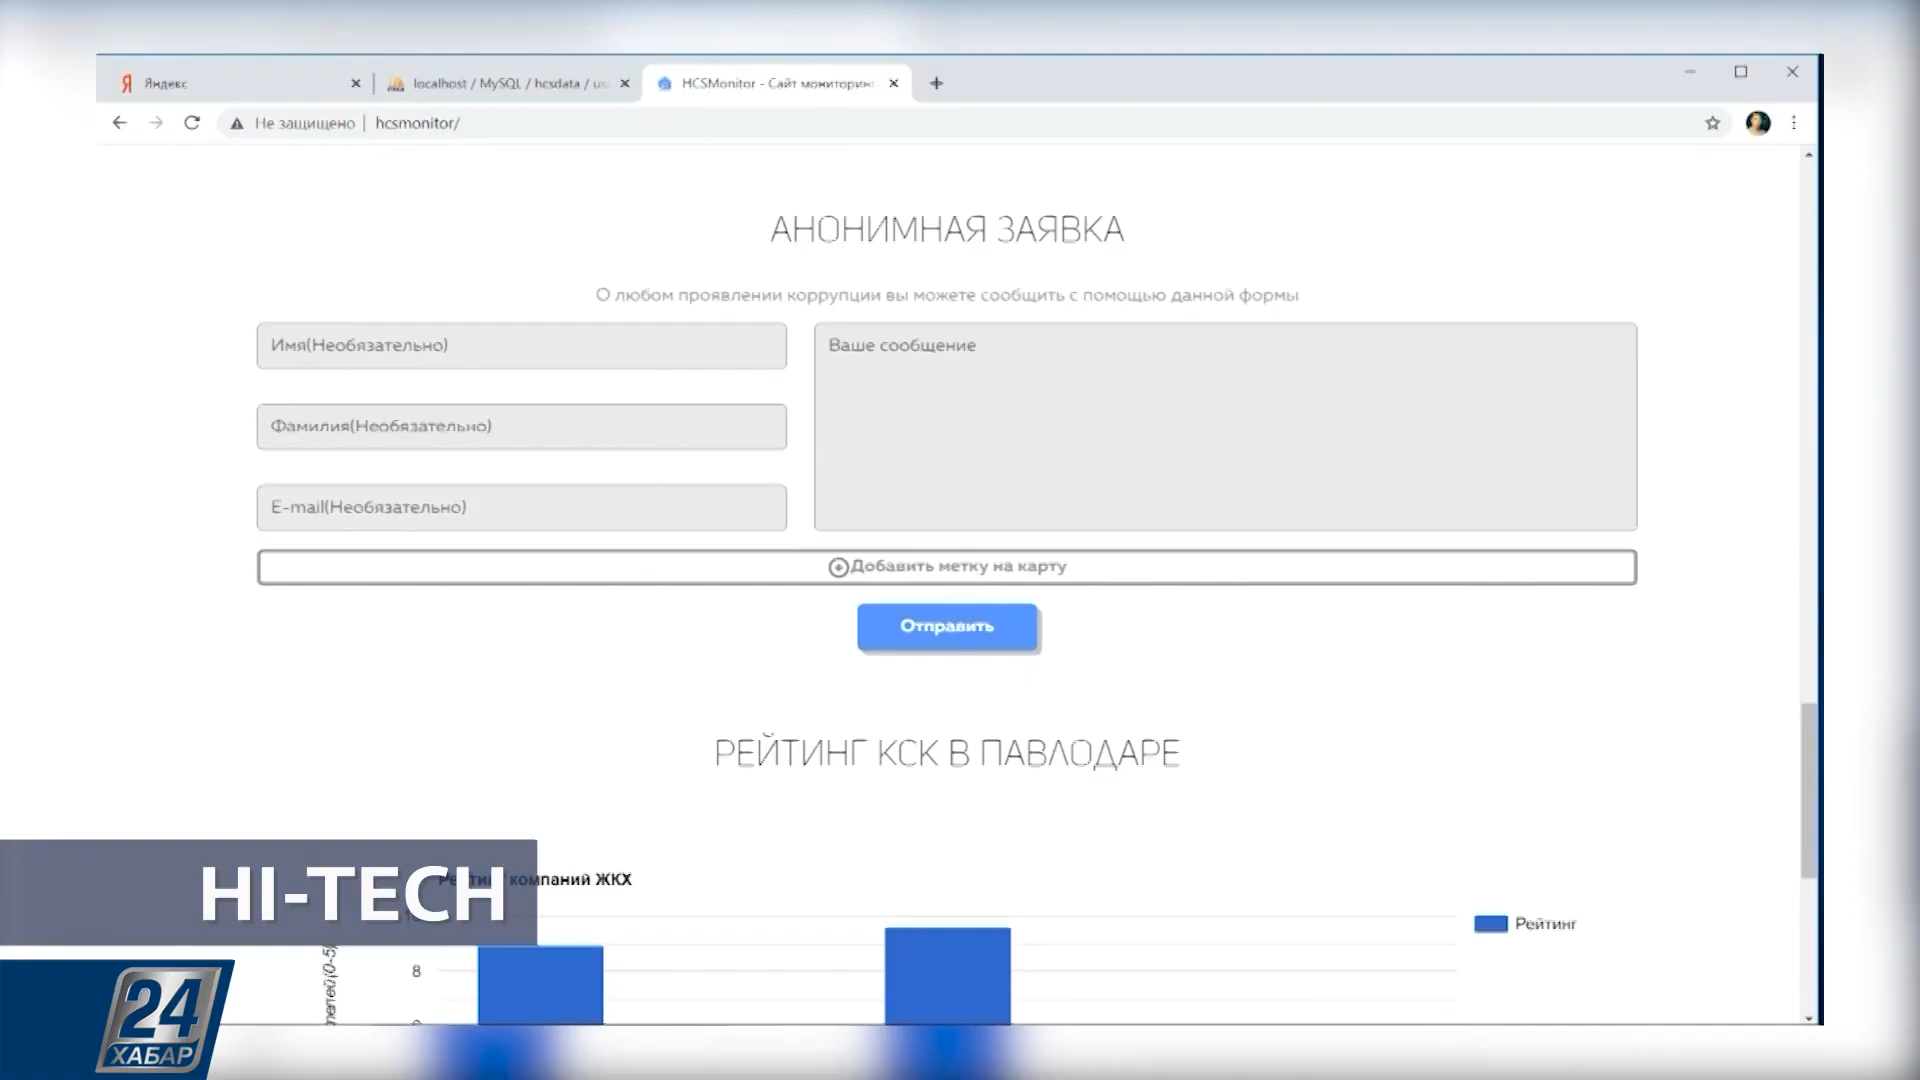 Яндекс
localhost / MySQL / hcsdata / us
HCSMonitor - Сайт мониторинг
Не защищено | hcsmonitor/
АНОНИМНАЯ ЗАЯВКА
О любом проявлении коррупции вы можете сообщить с помощью данной формы
Имя(Необязательно)
Ваше сообщение
Фамилия(Необязательно)
E-mail(Необязательно)
Добавить метку на карту
Отправить
РЕЙТИНГ КСК В ПАВЛОДАРЕ
компаний ЖКХ
Рейтинг
8
HI-TECH
24
ХАБАР